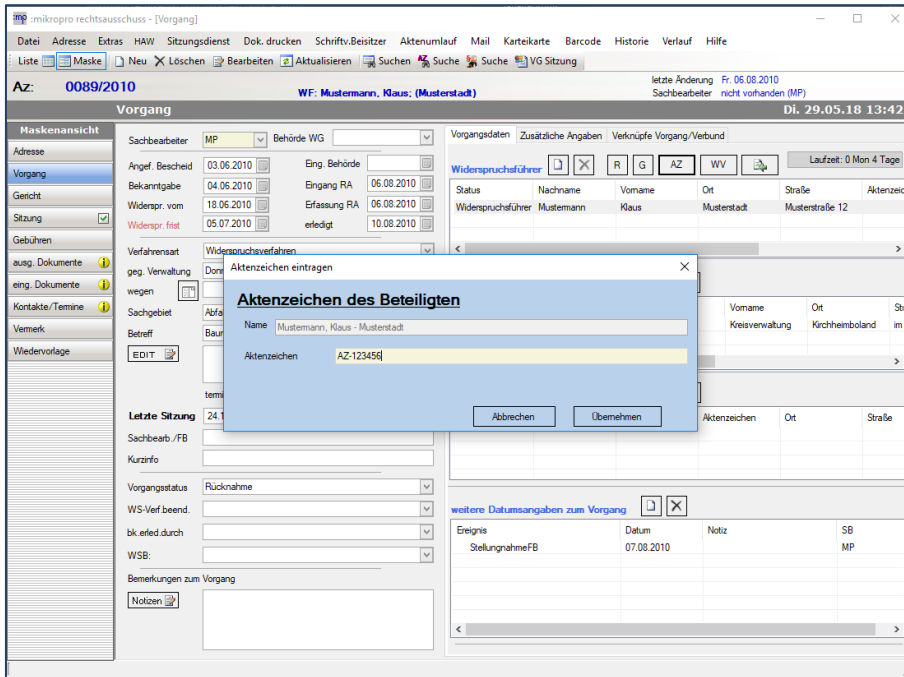 :mp :mikropro rechtsausschuss - [Vorgang]
Datei Adresse Extras HAW Sitzungsdienst Dok. drucken Schriftv.Beisitzer Aktenumlauf Mail Karteikarte Barcode Historie Verlauf Hilfe
Liste Maske Neu Löschen Bearbeiten Aktualisieren Suchen AZ Suche Suche VG Sitzung
Az: 0089/2010
WF: Mustermann, Klaus; (Musterstadt)
letzte Änderung Fr. 06.08.2010
Sachbearbeiter nicht vorhanden (MP)
Vorgang
Di. 29.05.18 13:42
Maskenansicht
Adresse
Vorgang
Gericht
Sitzung
Gebühren
ausg. Dokumente
eing. Dokumente
Kontakte/Termine
Vermerk
Wiedervorlage
Sachbearbeiter MP Behörde WG
Angef. Bescheid 03.06.2010 Eing. Behörde
Bekanntgabe 04.06.2010 Eingang RA 06.08.2010
Widerspr. vom 18.06.2010 Erfassung RA 06.08.2010
Widerspr. frist 05.07.2010 erledigt 10.08.2010
Verfahrensart Widerspruchsverfahren
geg. Verwaltung
wegen
Sachgebiet Abfa
Betreff Baur
EDIT
Letzte Sitzung 24.1
Sachbearb./FB
Kurzinfo
Vorgangsstatus Rücknahme
WS-Verf.beend.
bk.erled.durch
WSB:
Bemerkungen zum Vorgang
Notizen
Vorgangsdaten Zusätzliche Angaben Verknüpfe Vorgang/Verbund
Widerspruchsführer R G AZ WV Laufzeit: 0 Mon 4 Tage
Status Nachname Vorname Ort Straße Aktenzeic
Widerspruchsführer Mustermann Klaus Musterstadt Musterstraße 12
Vorname Ort Str
Kreisverwaltung Kirchheimboland im
Aktenzeichen Ort Straße
weitere Datumsangaben zum Vorgang
Ereignis Datum Notiz SB
StellungnahmeFB 07.08.2010 MP
Aktenzeichen eintragen
Aktenzeichen des Beteiligten
Name Mustermann, Klaus - Musterstadt
Aktenzeichen AZ-123456
Abbrechen Übernehmen